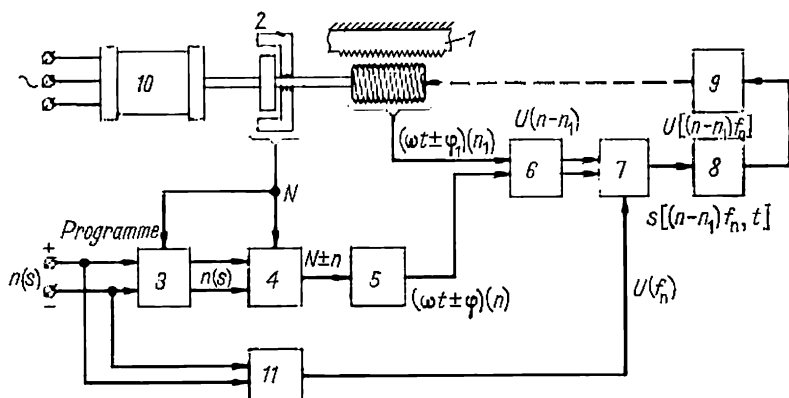 2
1
10
9
(ωt±φ₁)(n₁)
U(n-n₁)
6
7
U[(n-n₁)fₙ]
8
N
s[(n-n₁)fₙ, t]
Programme
+
n(s)
−
3
n(s)
4
N±n
5
(ωt±φ)(n)
U(fₙ)
11